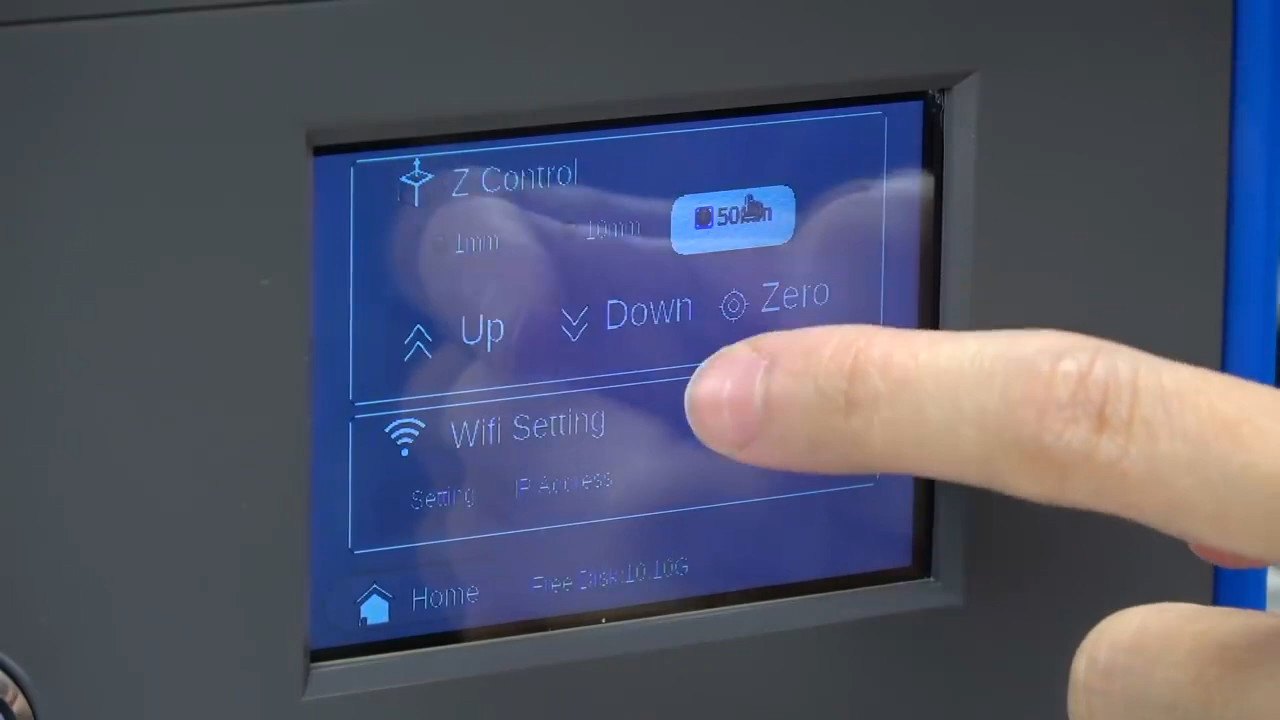 Z Control
1mm 10mm 50mm
Up Down Zero
Wifi Setting
Setting IP Address
Home Free Disk:10.10G